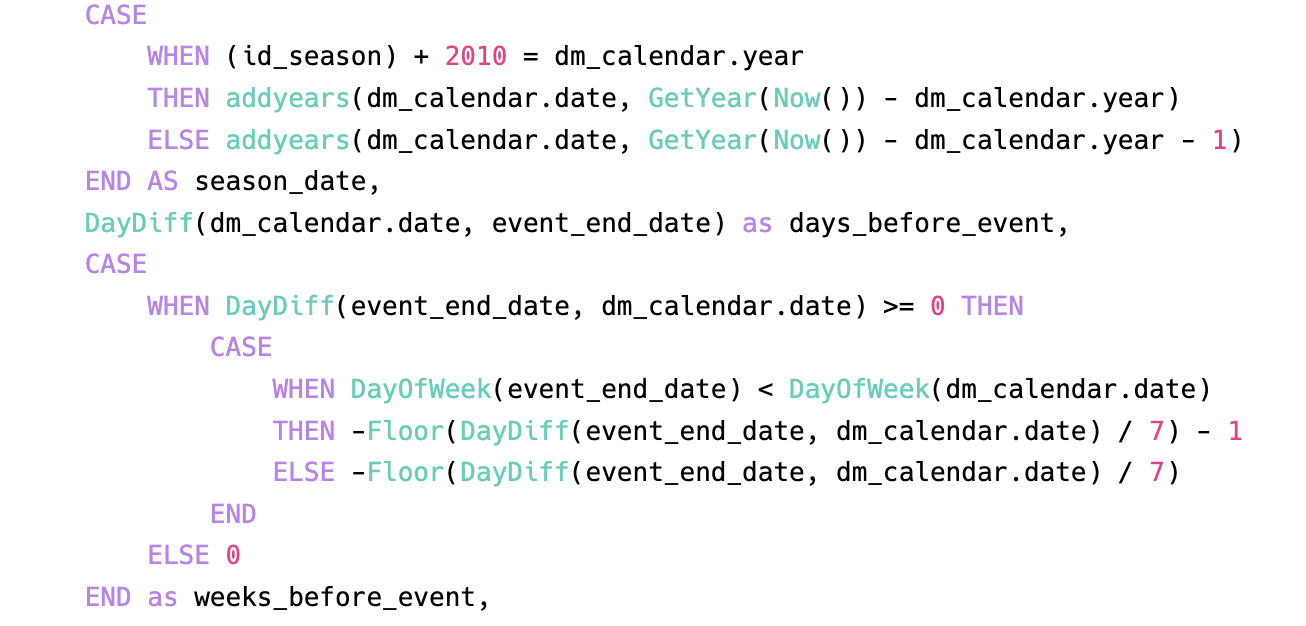 CASE
    WHEN (id_season) + 2010 = dm_calendar.year
    THEN addyears(dm_calendar.date, GetYear(Now()) - dm_calendar.year)
    ELSE addyears(dm_calendar.date, GetYear(Now()) - dm_calendar.year - 1)
END AS season_date,
DayDiff(dm_calendar.date, event_end_date) as days_before_event,
CASE
    WHEN DayDiff(event_end_date, dm_calendar.date) >= 0 THEN
        CASE
            WHEN DayOfWeek(event_end_date) < DayOfWeek(dm_calendar.date)
            THEN -Floor(DayDiff(event_end_date, dm_calendar.date) / 7) - 1
            ELSE -Floor(DayDiff(event_end_date, dm_calendar.date) / 7)
        END
    ELSE 0
END as weeks_before_event,